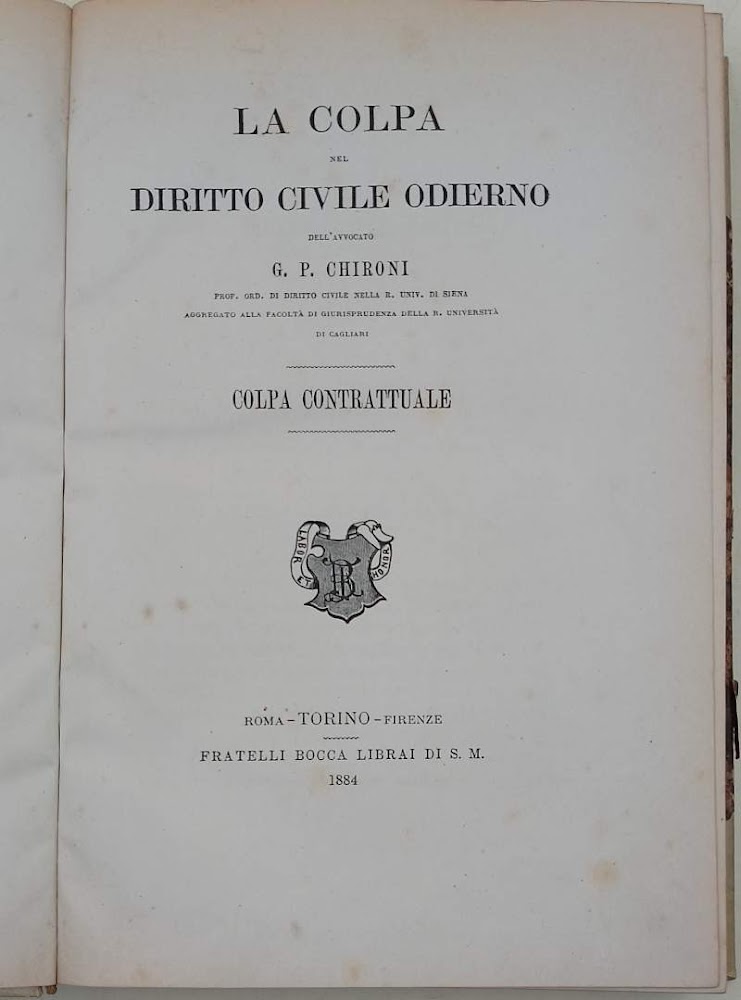 LA COLPA
NEL
DIRITTO CIVILE ODIERNO
DELL'AVVOCATO
G. P. CHIRONI
PROF. ORD. DI DIRITTO CIVILE NELLA R. UNIV. DI SIENA
AGGREGATO ALLA FACOLTÀ DI GIURISPRUDENZA DELLA R. UNIVERSITÀ
DI CAGLIARI
COLPA CONTRATTUALE
LABOR ET HONOR
ROMA - TORINO - FIRENZE
FRATELLI BOCCA LIBRAI DI S. M.
1884